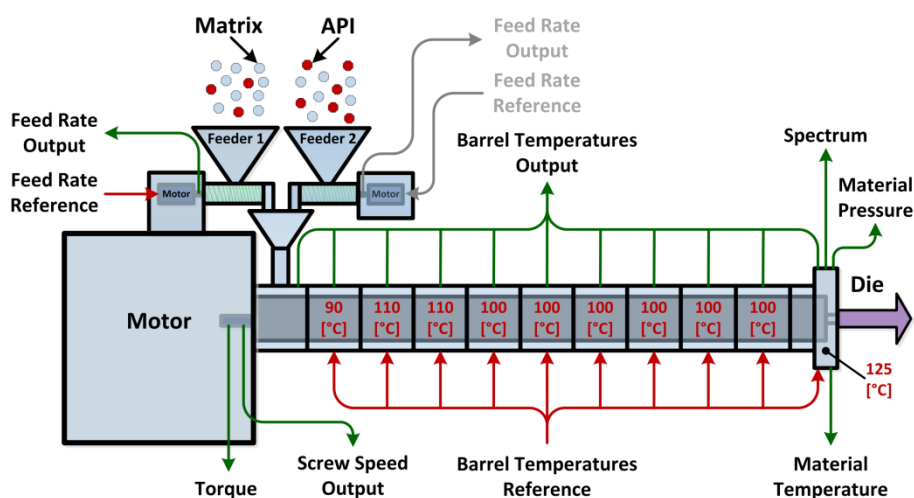 Matrix
API
Feed Rate
Output
Feed Rate
Reference
Feeder 1
Feeder 2
Feed Rate
Output
Feed Rate
Reference
Motor
Motor
Barrel Temperatures
Output
Spectrum
Material
Pressure
Motor
90
[°C]
110
[°C]
110
[°C]
100
[°C]
100
[°C]
100
[°C]
100
[°C]
100
[°C]
100
[°C]
Die
125
[°C]
Torque
Screw Speed
Output
Barrel Temperatures
Reference
Material
Temperature